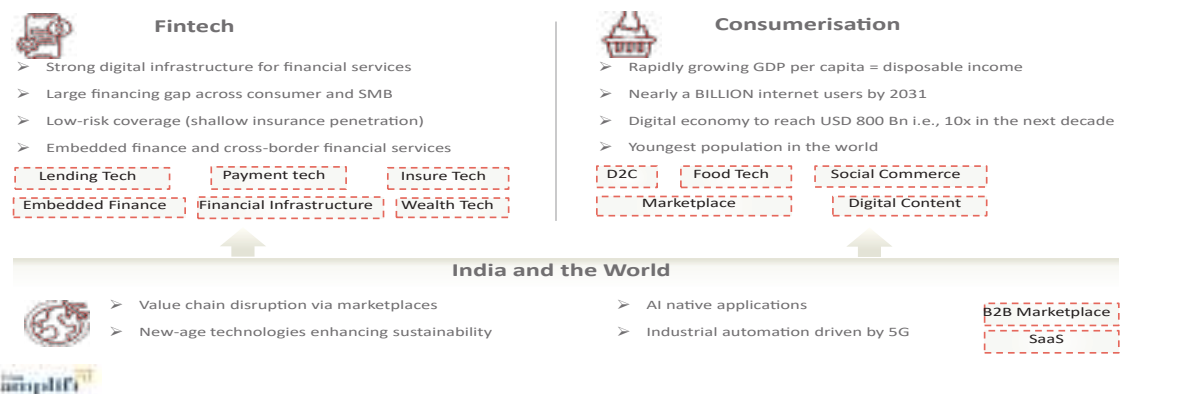 Fintech
➢ Strong digital infrastructure for financial services
➢ Large financing gap across consumer and SMB
➢ Low-risk coverage (shallow insurance penetration)
➢ Embedded finance and cross-border financial services
Lending Tech
Payment tech
Insure Tech
Embedded Finance
Financial Infrastructure
Wealth Tech
Consumerisation
➢ Rapidly growing GDP per capita = disposable income
➢ Nearly a BILLION internet users by 2031
➢ Digital economy to reach USD 800 Bn i.e., 10x in the next decade
➢ Youngest population in the world
D2C
Food Tech
Social Commerce
Marketplace
Digital Content
India and the World
➢ Value chain disruption via marketplaces
➢ New-age technologies enhancing sustainability
➢ AI native applications
➢ Industrial automation driven by 5G
B2B Marketplace
SaaS
amplifi